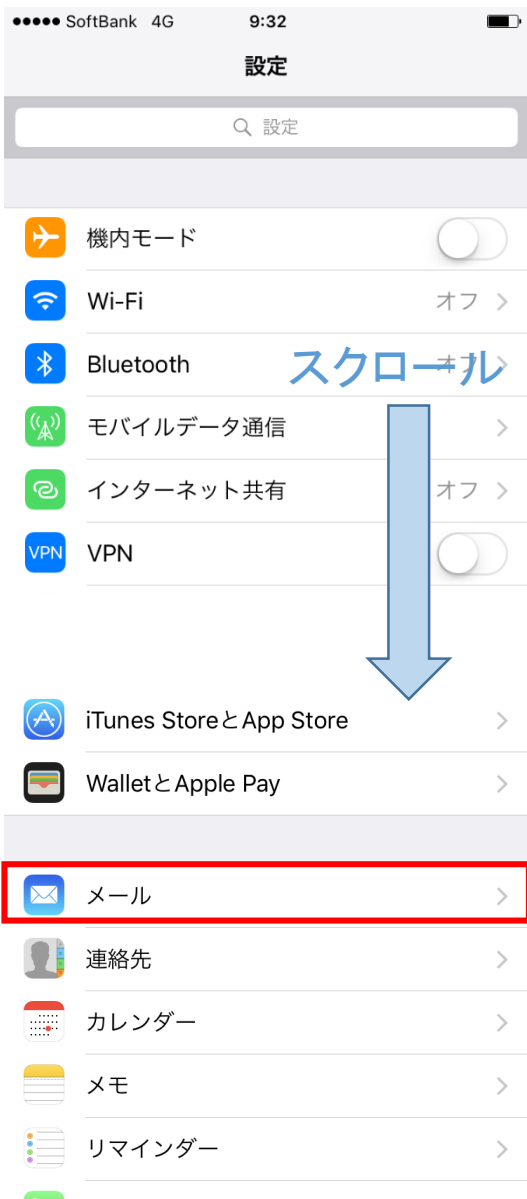 ●●●●● SoftBank 4G 9:32
設定
設定
機内モード
Wi-Fi オフ
Bluetooth オフ
スクロール
モバイルデータ通信
インターネット共有 オフ
VPN VPN
iTunes StoreとApp Store
WalletとApple Pay
メール
連絡先
カレンダー
メモ
リマインダー